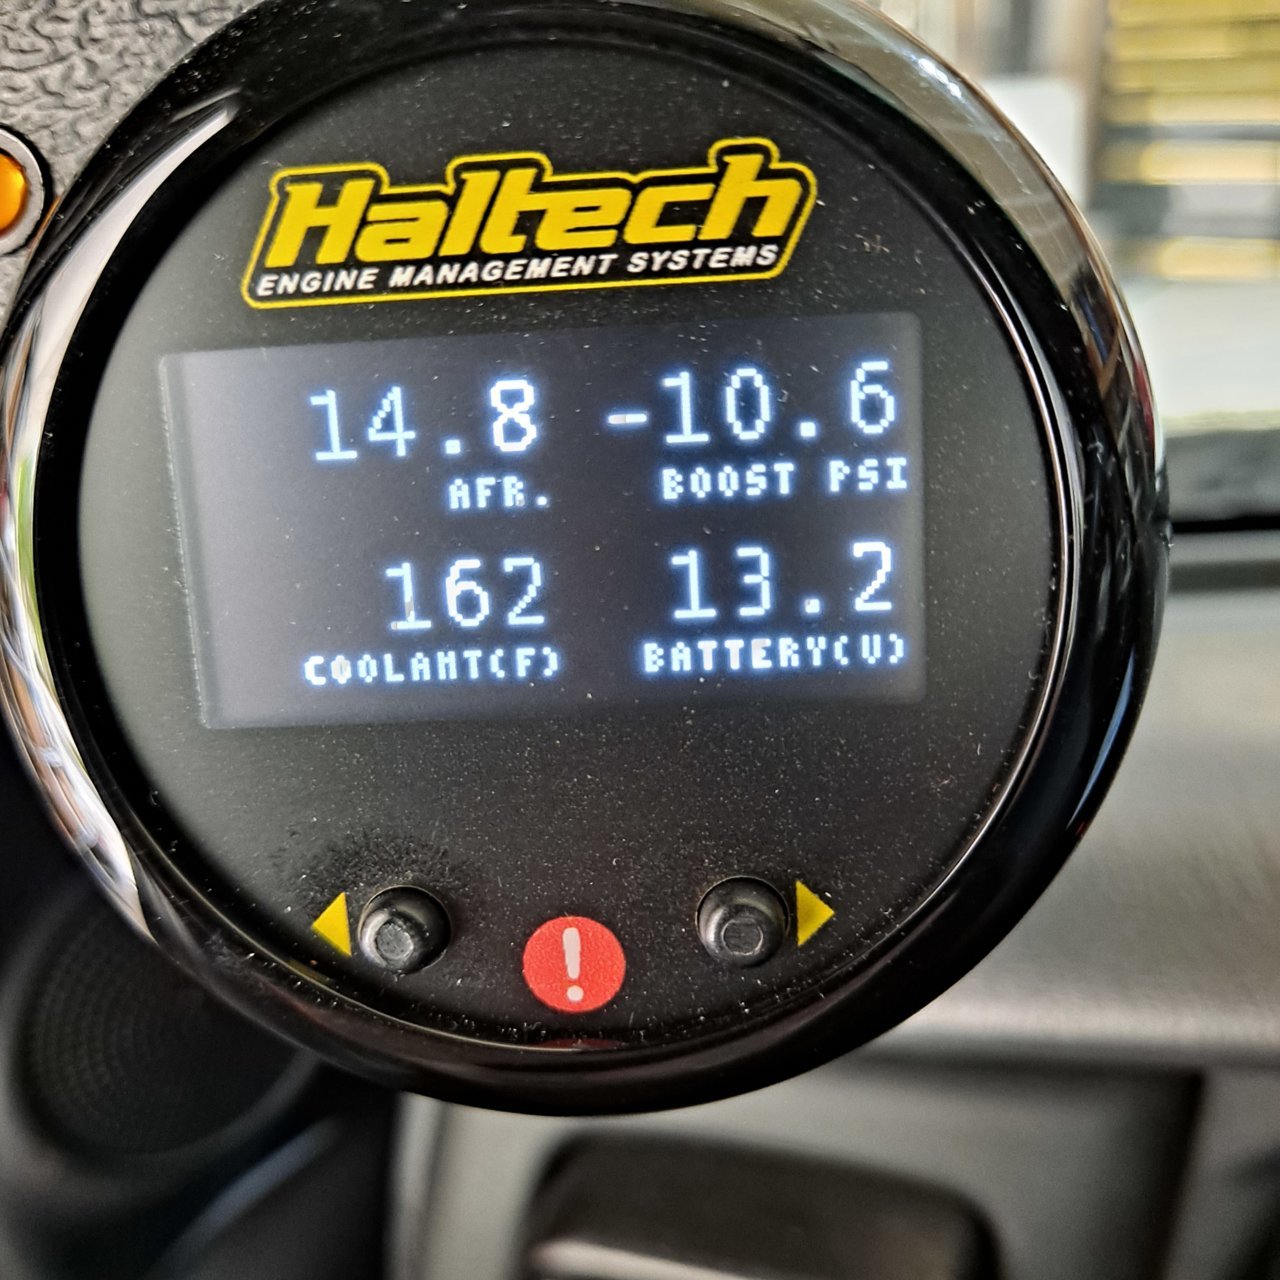 Haltech
ENGINE MANAGEMENT SYSTEMS
14.8 -10.6
AFR. BOOST PSI
162 13.2
COOLANT(F) BATTERY(V)
!